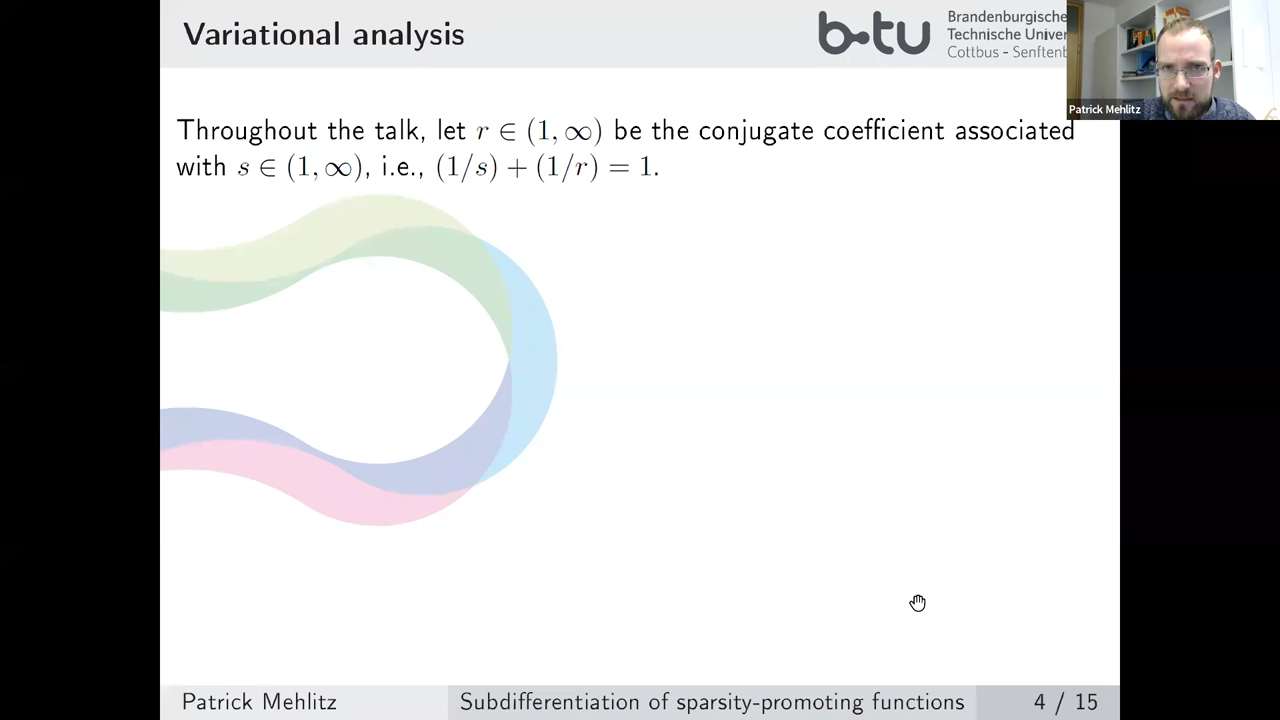 Variational analysis
b-tu
Brandenburgische
Technische Univer
Cottbus - Senftenb
Patrick Mehlitz
Throughout the talk, let r ∈ (1, ∞) be the conjugate coefficient associated
with s ∈ (1, ∞), i.e., (1/s) + (1/r) = 1.
Patrick Mehlitz
Subdifferentiation of sparsity-promoting functions
4 / 15